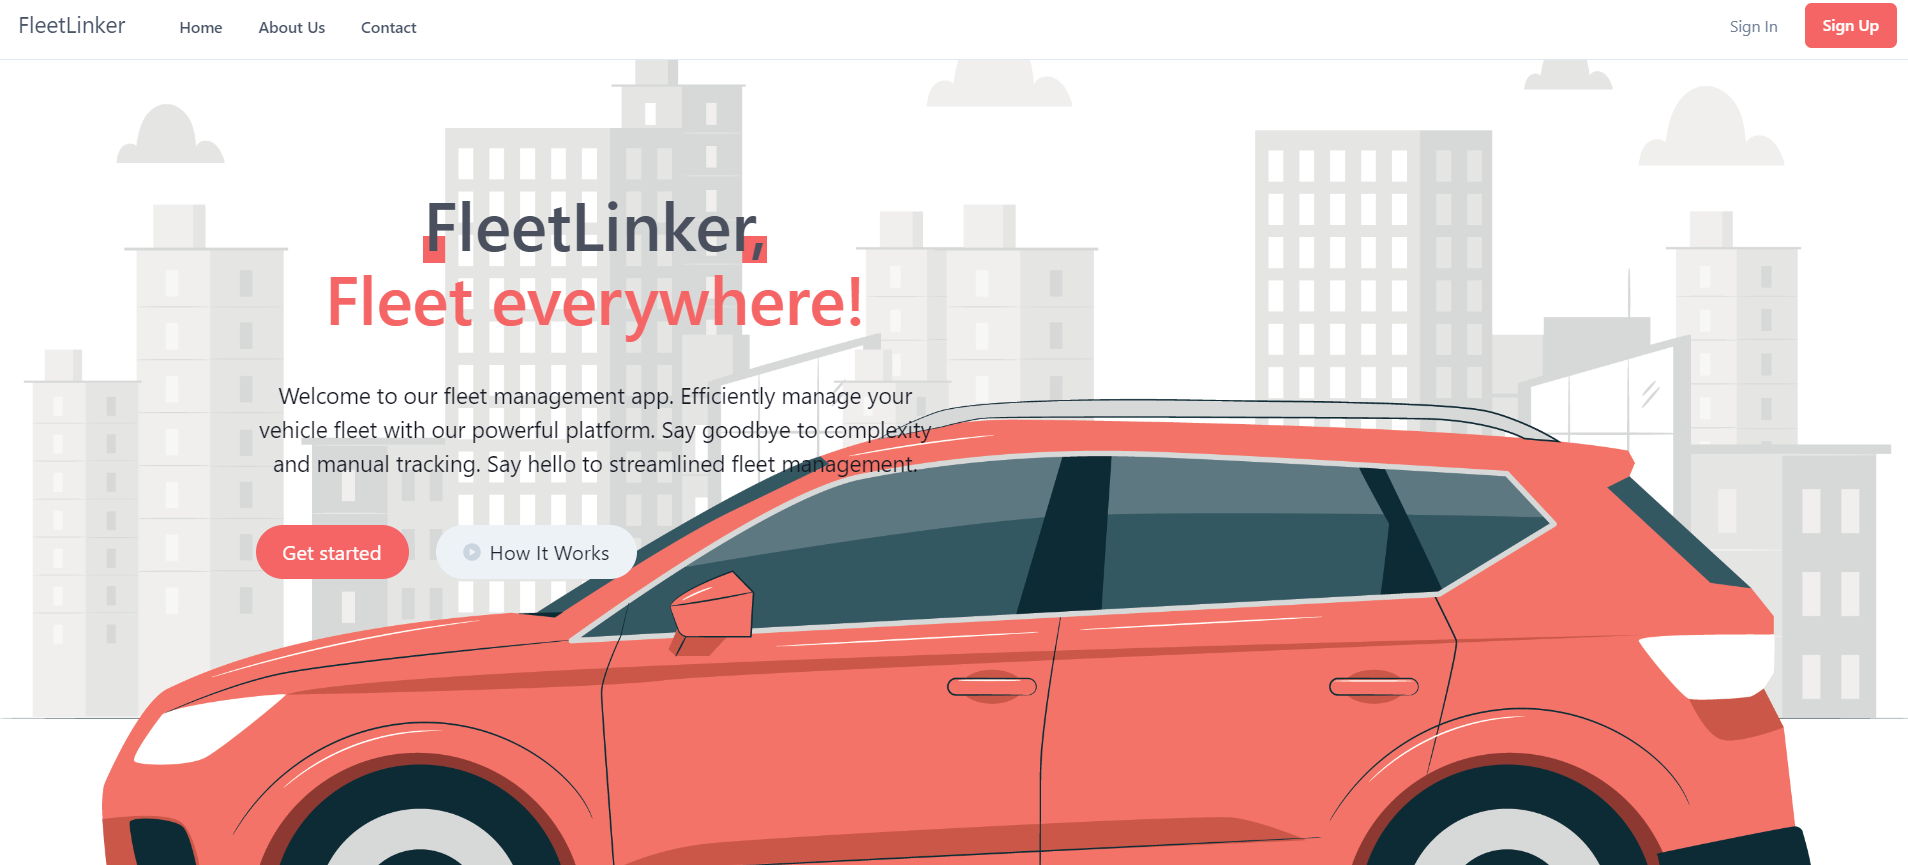 FleetLinker
Home
About Us
Contact
Sign In
Sign Up
FleetLinker,
Fleet everywhere!
Welcome to our fleet management app. Efficiently manage your
vehicle fleet with our powerful platform. Say goodbye to complexity
and manual tracking. Say hello to streamlined fleet management.
Get started
How It Works